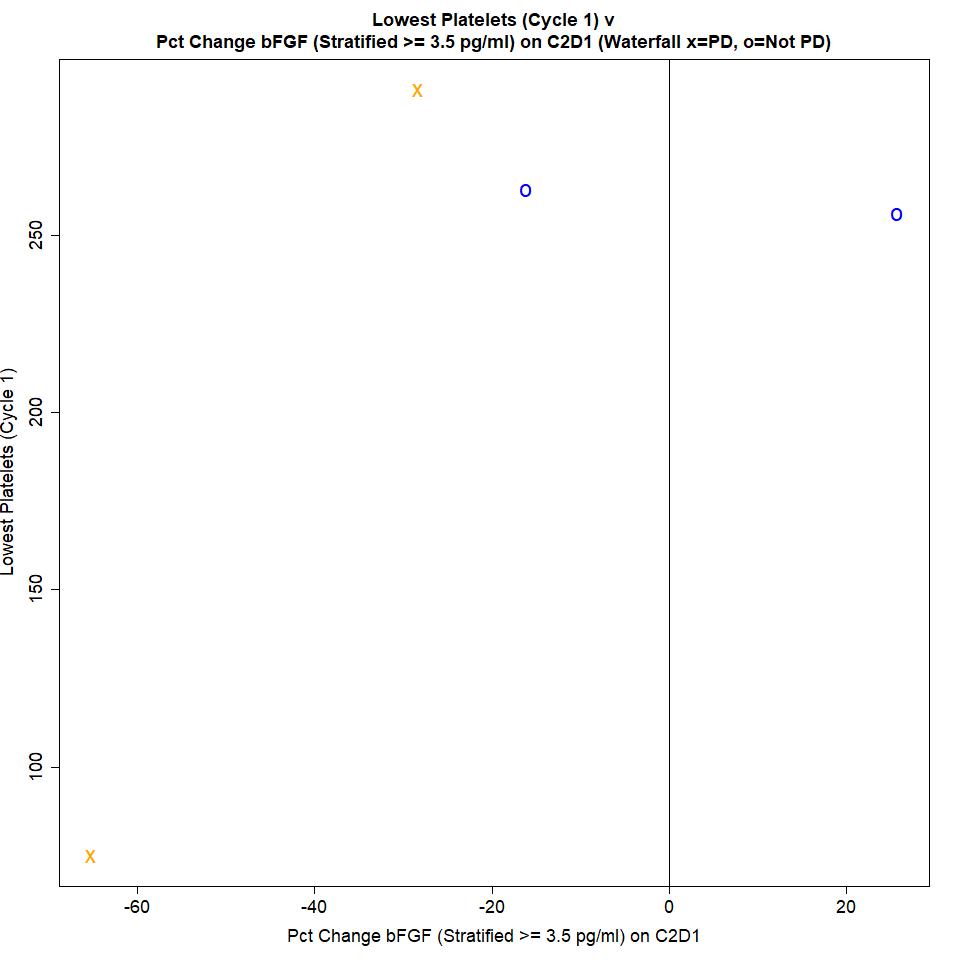 Lowest Platelets (Cycle 1) v
Pct Change bFGF (Stratified >= 3.5 pg/ml) on C2D1 (Waterfall x=PD, o=Not PD)
Lowest Platelets (Cycle 1)
250
200
150
100
X
O
O
X
-60
-40
-20
0
20
Pct Change bFGF (Stratified >= 3.5 pg/ml) on C2D1